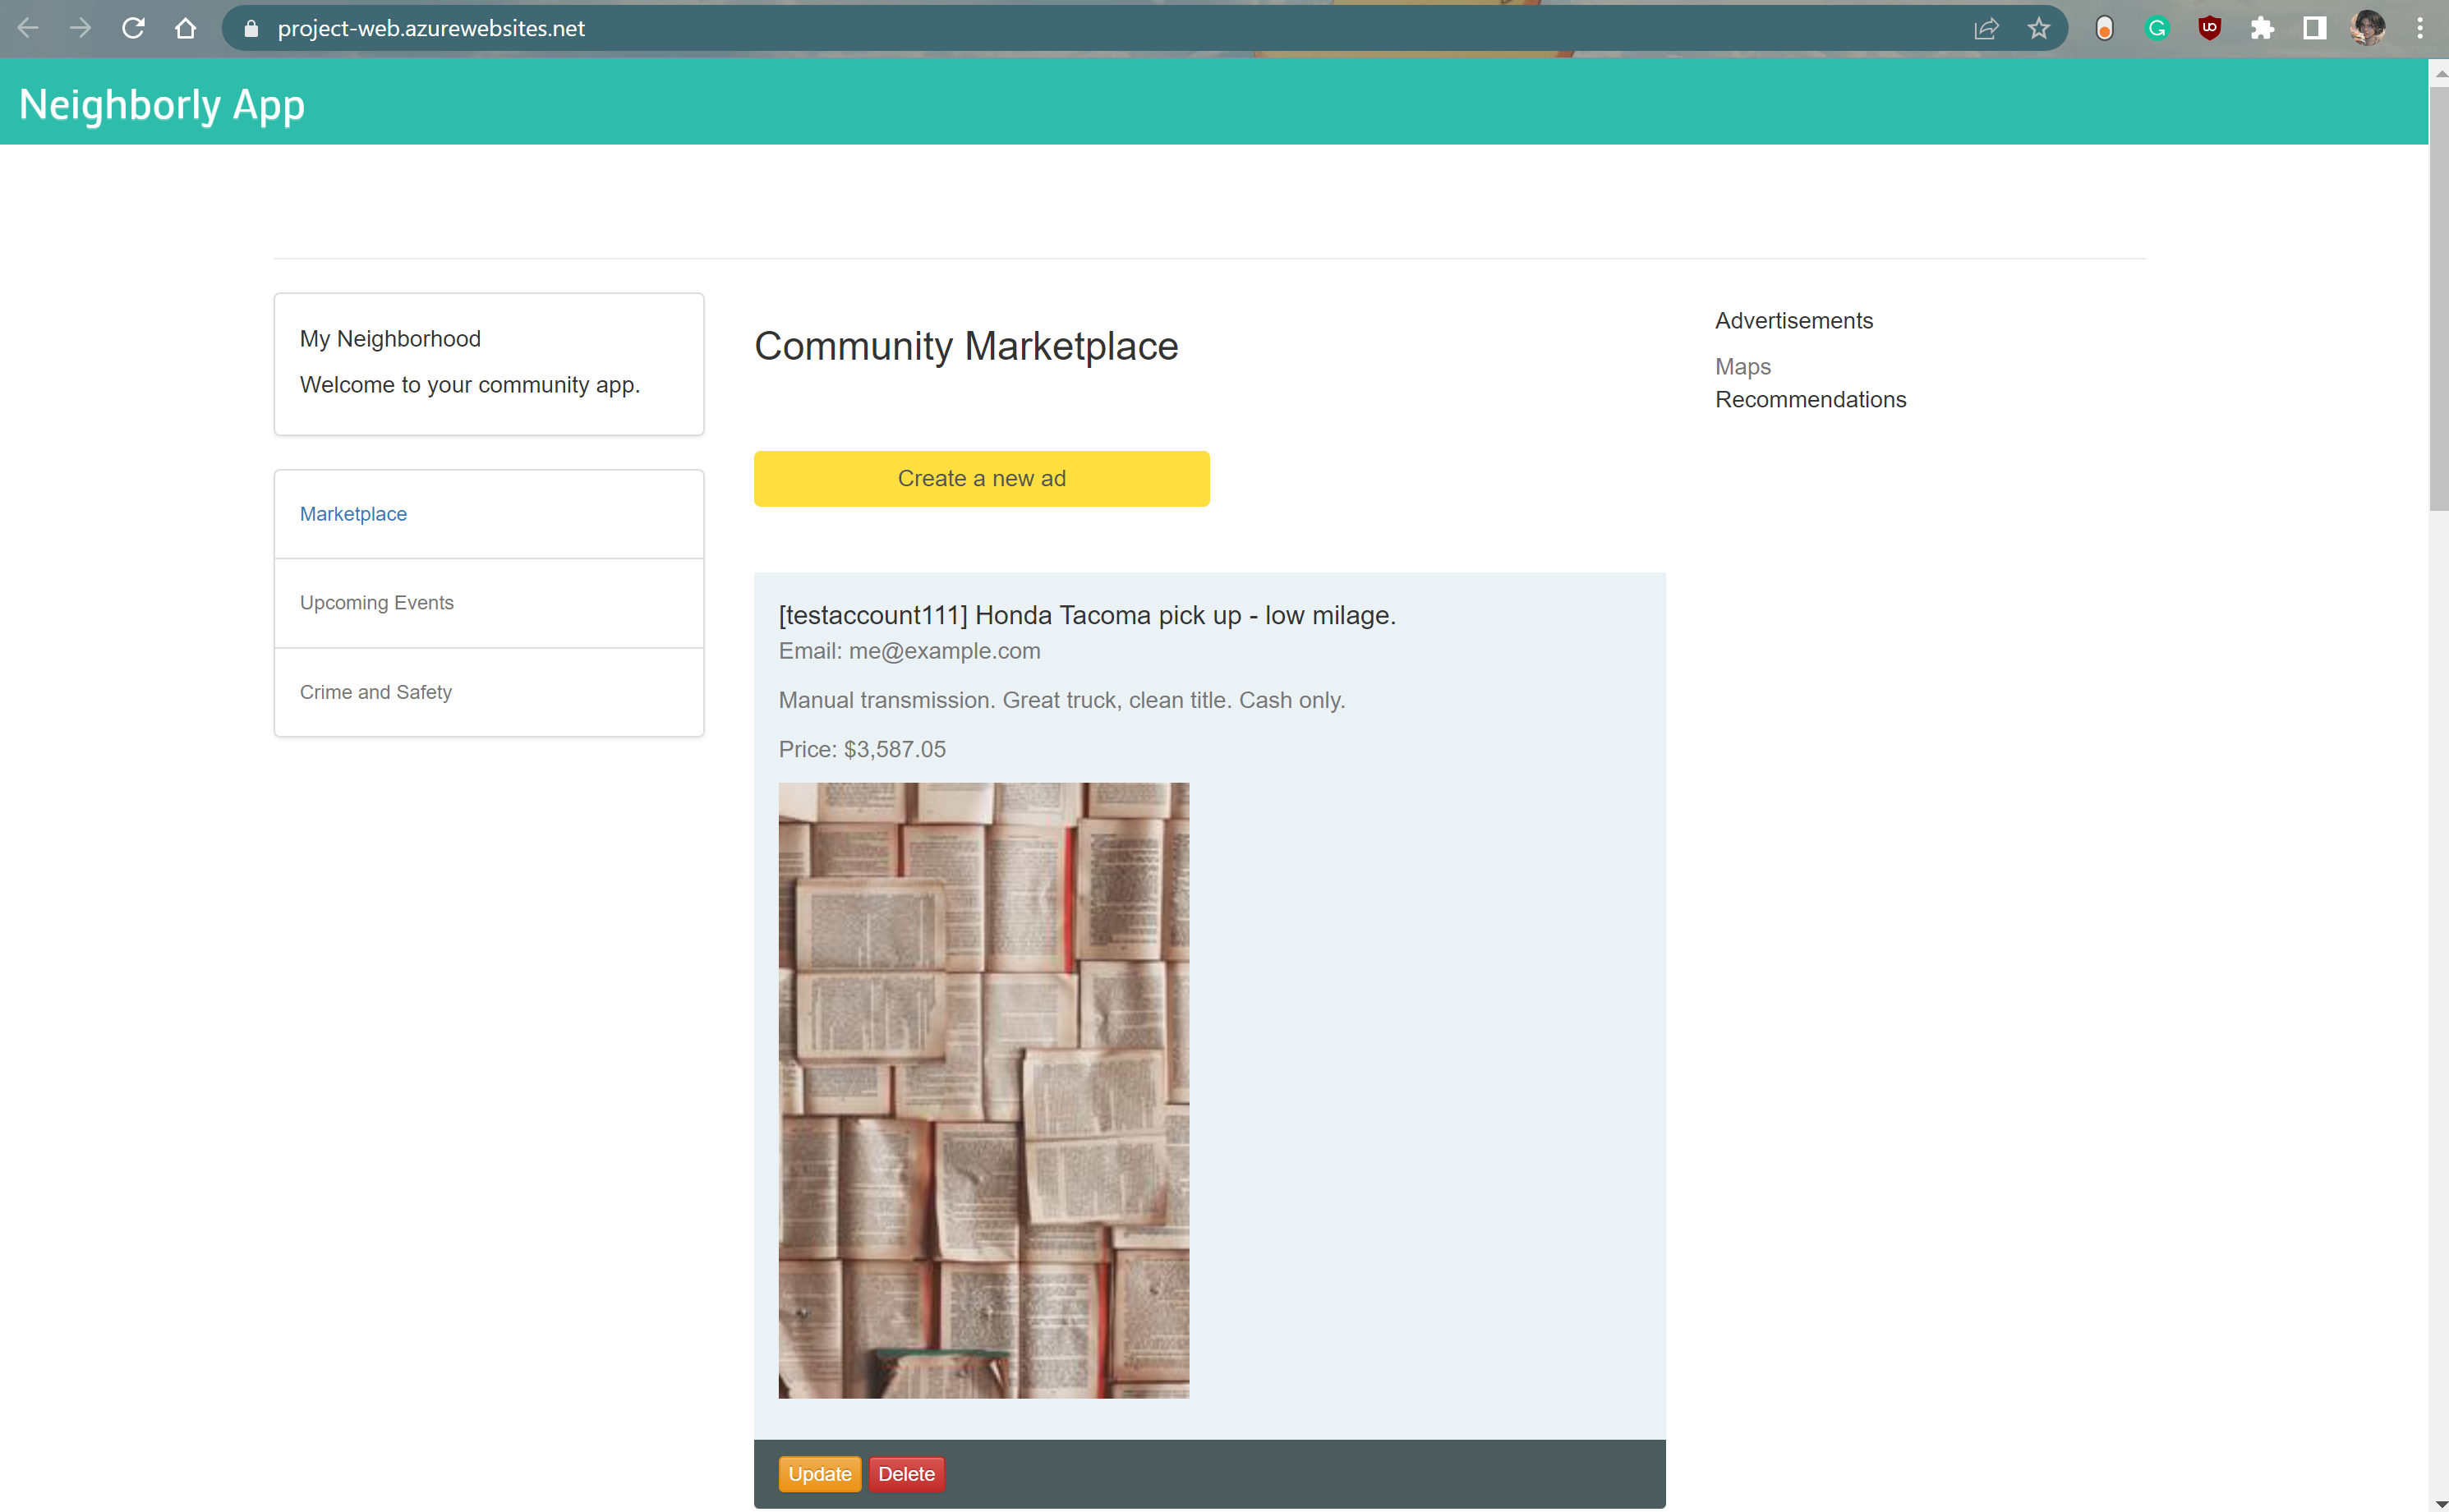 project-web.azurewebsites.net
Neighborly App
My Neighborhood
Welcome to your community app.
Marketplace
Upcoming Events
Crime and Safety
Community Marketplace
Create a new ad
[testaccount111] Honda Tacoma pick up - low milage.
Email: me@example.com
Manual transmission. Great truck, clean title. Cash only.
Price: $3,587.05
Update Delete
Advertisements
Maps
Recommendations